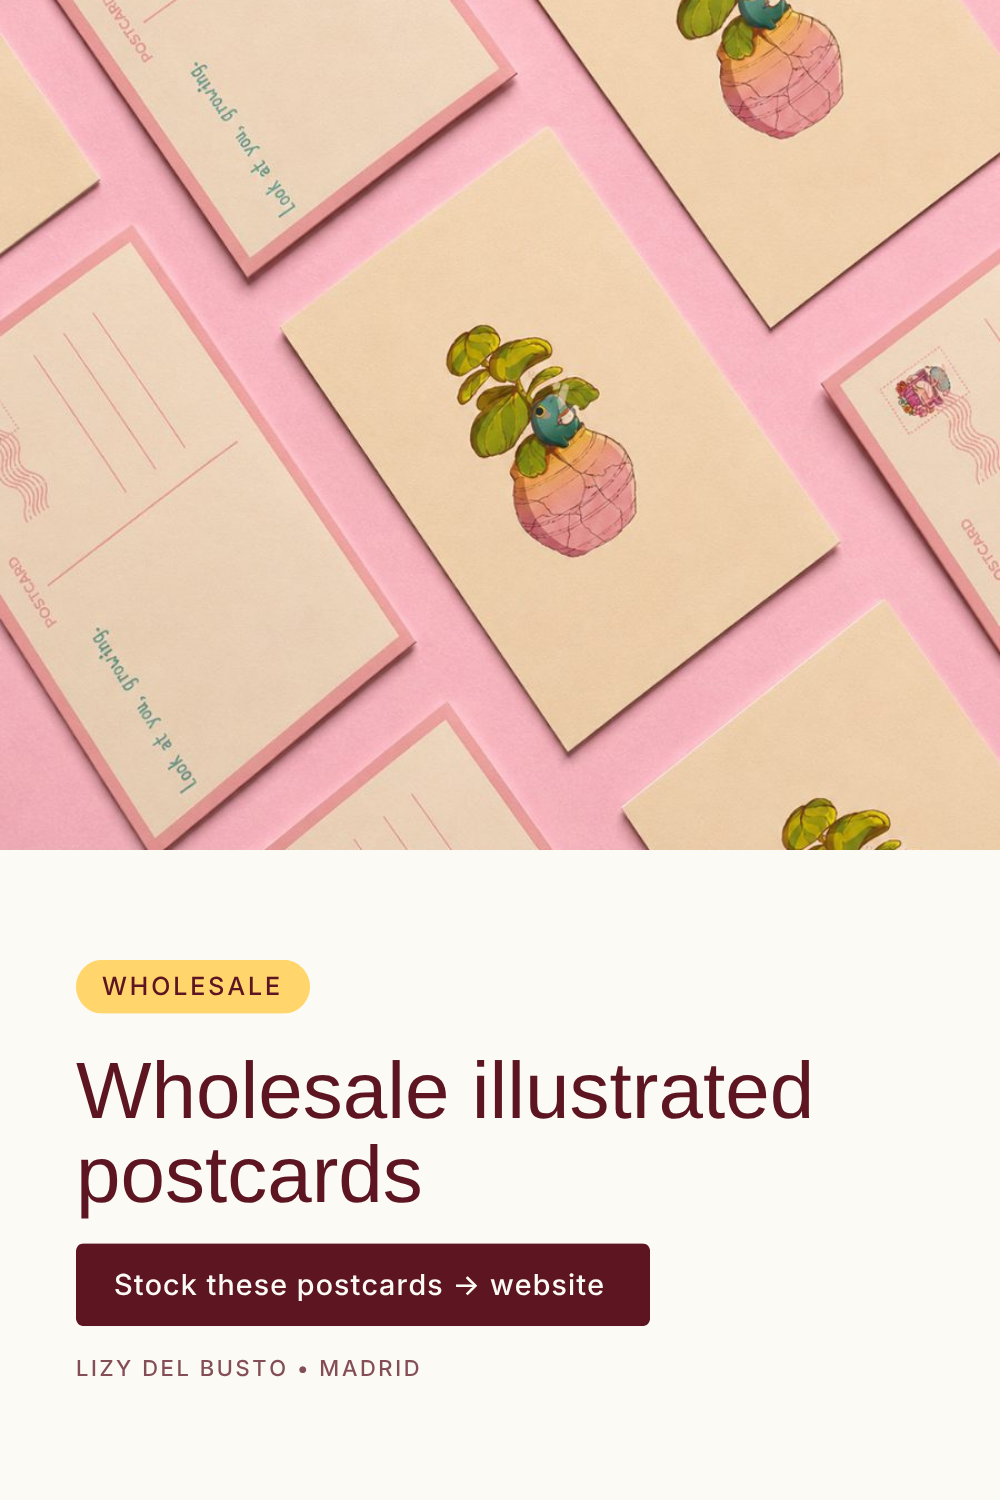 POSTCARD
Look at you, growing.
POSTCARD
Look at you, growing.
POSTCARD
WHOLESALE
Wholesale illustrated
postcards
Stock these postcards → website
LIZY DEL BUSTO • MADRID